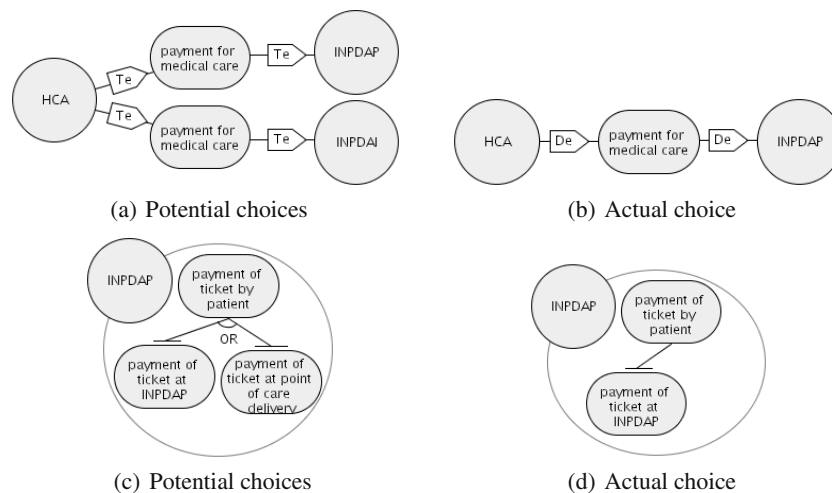 HCA
Te
payment for
medical care
Te
INPDAP
Te
payment for
medical care
Te
INPDAI
(a) Potential choices
HCA
De
payment for
medical care
De
INPDAP
(b) Actual choice
INPDAP
payment of
ticket by
patient
OR
payment of
ticket at
INPDAP
payment of
ticket at point
of care
delivery
(c) Potential choices
INPDAP
payment of
ticket by
patient
payment of
ticket at
INPDAP
(d) Actual choice